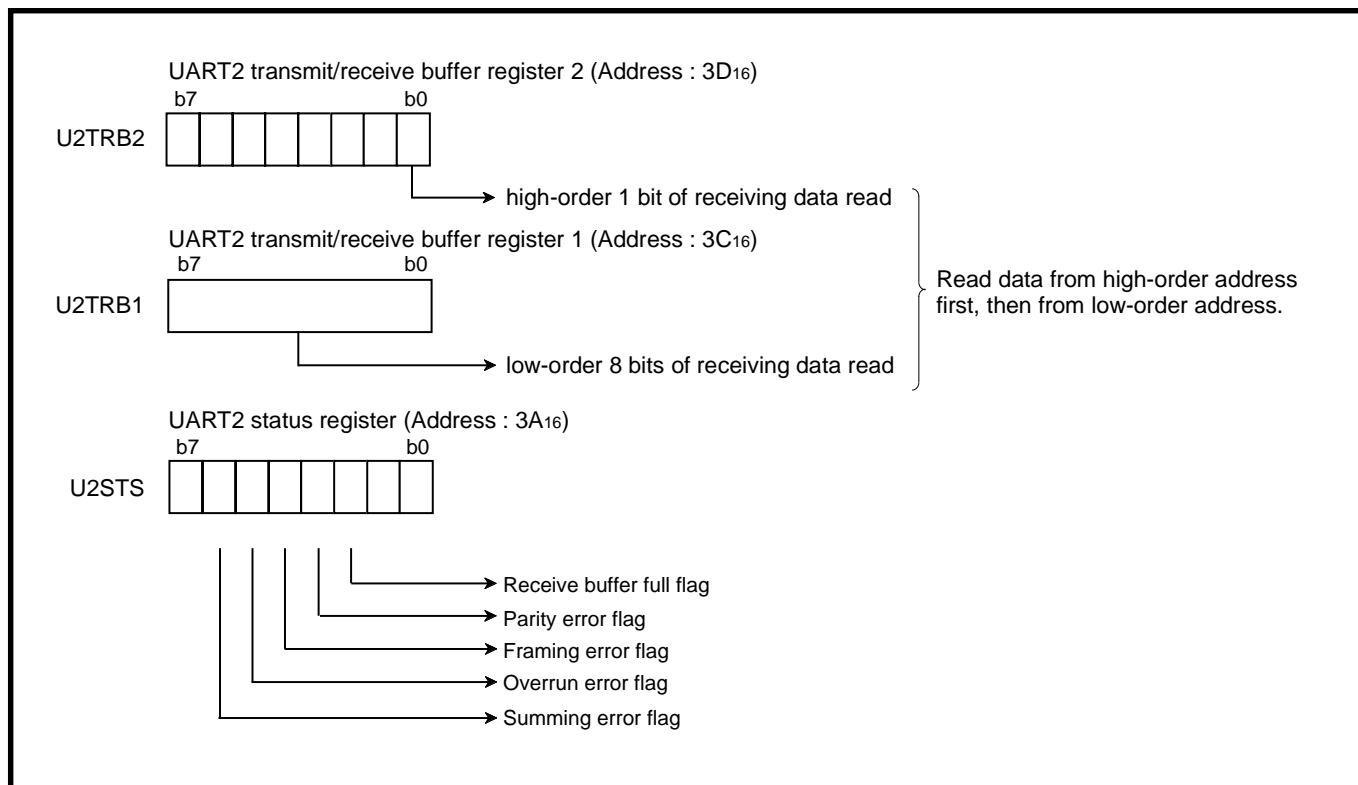 UART2 transmit/receive buffer register 2 (Address : 3D16)
b7 b0
U2TRB2
high-order 1 bit of receiving data read
UART2 transmit/receive buffer register 1 (Address : 3C16)
b7 b0
U2TRB1
low-order 8 bits of receiving data read
Read data from high-order address
first, then from low-order address.
UART2 status register (Address : 3A16)
b7 b0
U2STS
Receive buffer full flag
Parity error flag
Framing error flag
Overrun error flag
Summing error flag